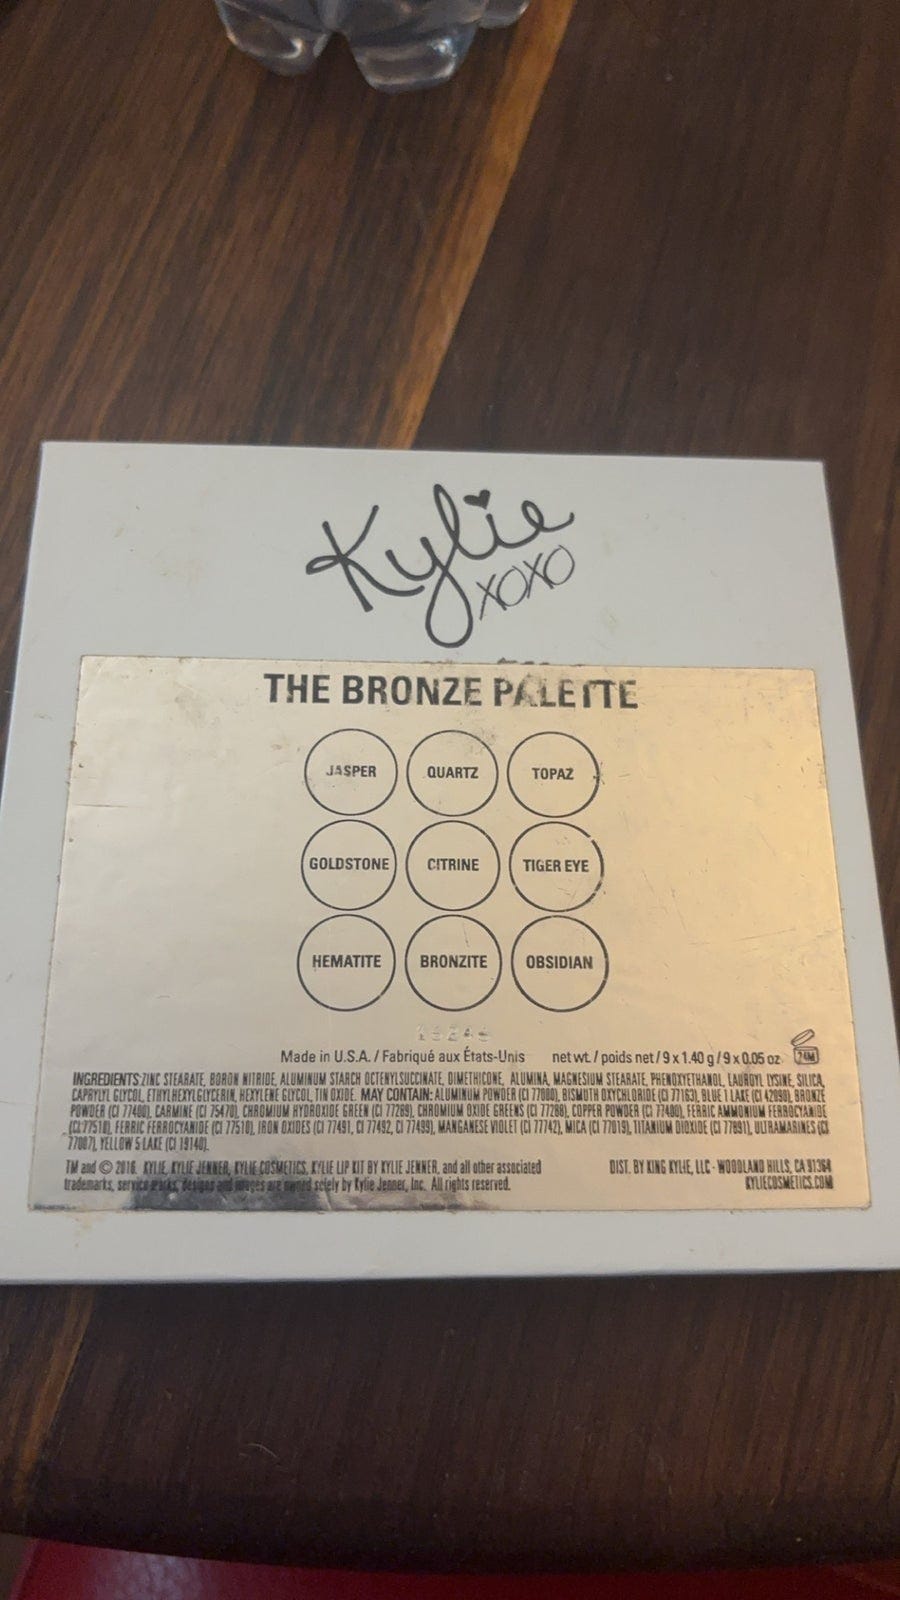 Kylie
XOXO
THE BRONZE PALETTE
JASPER QUARTZ TOPAZ
GOLDSTONE CITRINE TIGER EYE
HEMATITE BRONZITE OBSIDIAN
Made in U.S.A. / Fabriqué aux États-Unis net wt. / poids net / 9 x 1.40 g / 9 x 0.05 oz 24M
INGREDIENTS: ZINC STEARATE, BORON NITRIDE, ALUMINUM STARCH OCTENYLSUCCINATE, DIMETHICONE, ALUMINA, MAGNESIUM STEARATE, PHENOXYETHANOL, LAUROYL LYSINE, SILICA,
CAPRYLYL GLYCOL, ETHYLHEXYLGLYCERIN, HEXYLENE GLYCOL, TIN OXIDE. MAY CONTAIN: ALUMINUM POWDER (CI 77000), BISMUTH OXYCHLORIDE (CI 77163), BLUE 1 LAKE (CI 42090), BRONZE
POWDER (CI 77400), CARMINE (CI 75470), CHROMIUM HYDROXIDE GREEN (CI 77289), CHROMIUM OXIDE GREENS (CI 77288), COPPER POWDER (CI 77400), FERRIC AMMONIUM FERROCYANIDE
(CI 77510), FERRIC FERROCYANIDE (CI 77510), IRON OXIDES (CI 77491, CI 77492, CI 77499), MANGANESE VIOLET (CI 77742), MICA (CI 77019), TITANIUM DIOXIDE (CI 77891), ULTRAMARINES (CI
77007), YELLOW 5 LAKE (CI 19140).
TM and © 2016. KYLIE, KYLIE JENNER, KYLIE COSMETICS, KYLIE LIP KIT BY KYLIE JENNER, and all other associated
trademarks, service marks, designs and images are owned solely by Kylie Jenner, Inc. All rights reserved.
DIST. BY KING KYLIE, LLC - WOODLAND HILLS, CA 91364
KYLIECOSMETICS.COM